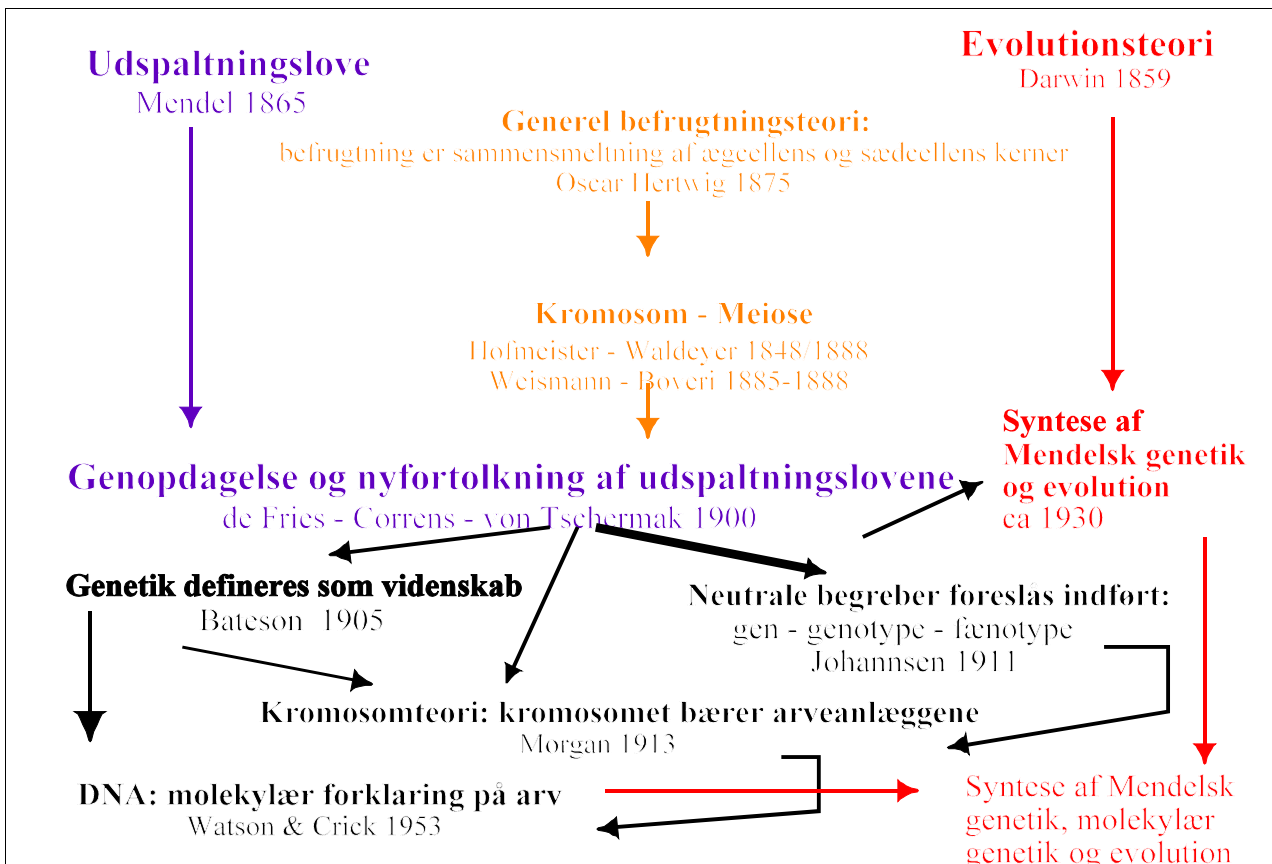 Udspaltningslove
Mendel 1865
Evolutionsteori
Darwin 1859
Generel befrugtningsteori:
befrugtning er sammensmeltning af ægcellens og sædcellens kerner
Oscar Hertwig 1875
Kromosom - Meiose
Hofmeister - Waldeyer 1848/1888
Weismann - Boveri 1885-1888
Genopdagelse og nyfortolkning af udspaltningslovene
de Fries - Correns - von Tschermak 1900
Syntese af
Mendelsk genetik
og evolution
ca 1930
Genetik defineres som videnskab
Bateson 1905
Neutrale begreber foreslås indført:
gen - genotype - fænotype
Johannsen 1911
Kromosomteori: kromosomet bærer arveanlæggene
Morgan 1913
DNA: molekylær forklaring på arv
Watson & Crick 1953
Syntese af Mendelsk
genetik, molekylær
genetik og evolution